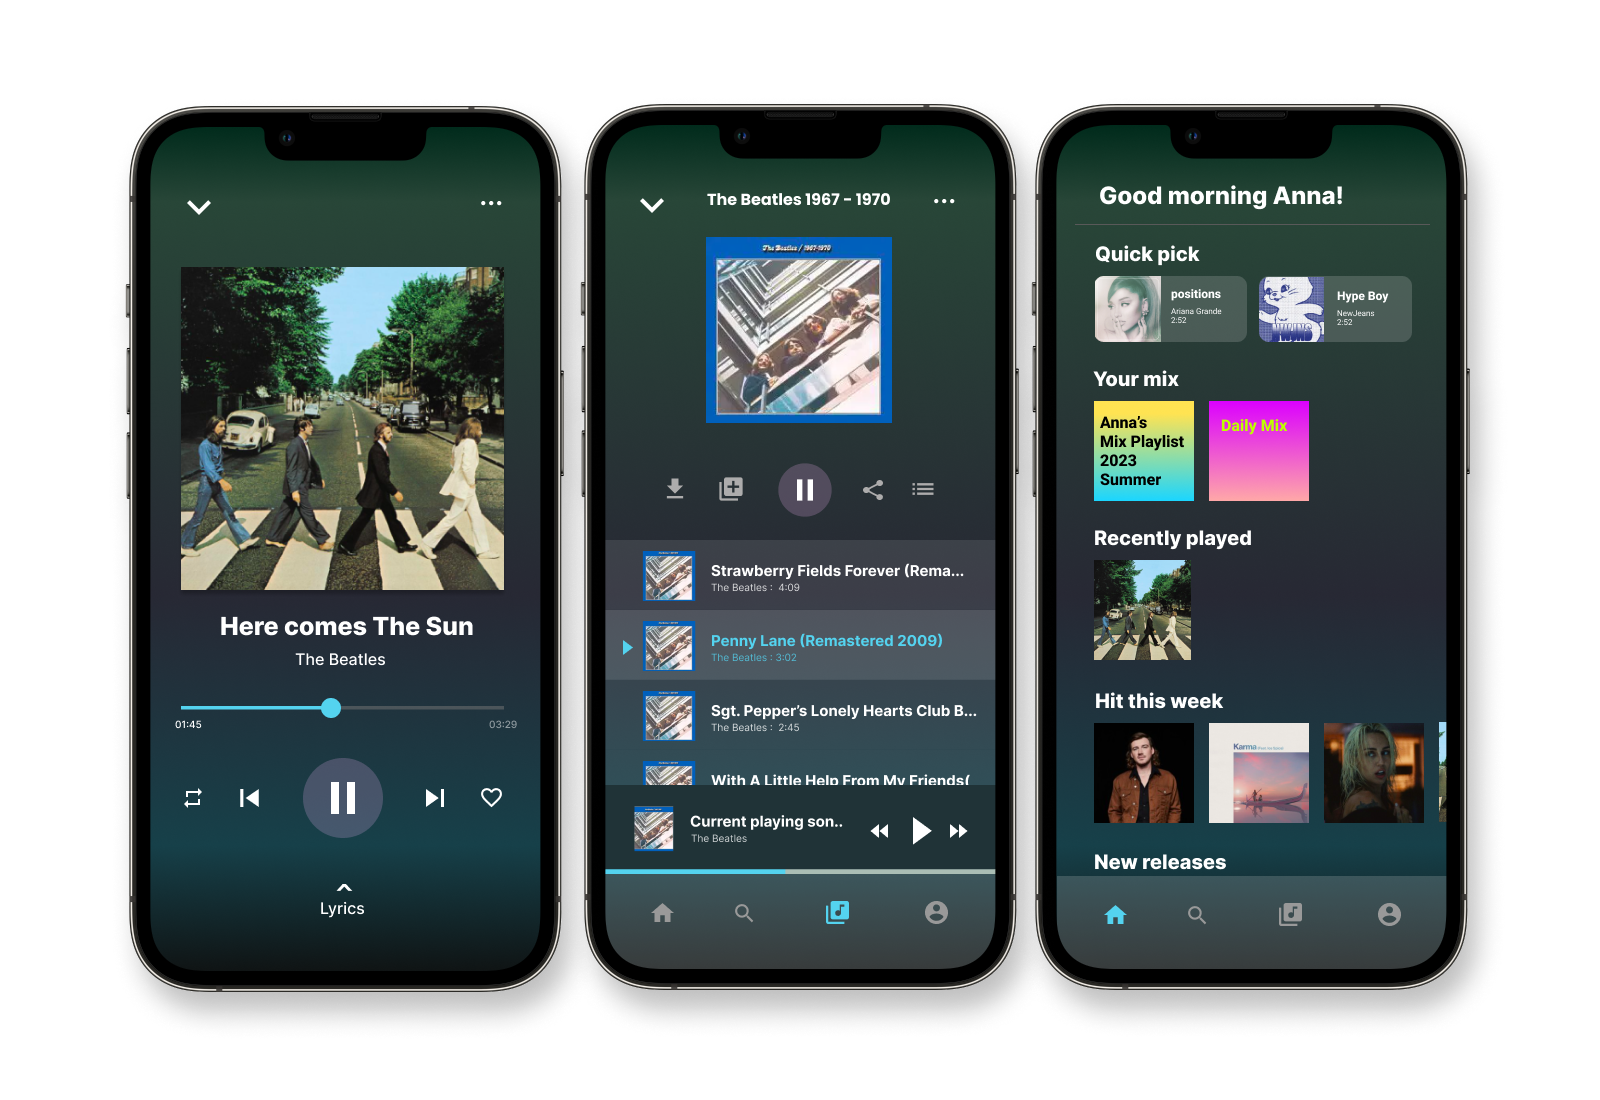 Here comes The Sun
The Beatles
01:45
03:29
Lyrics
The Beatles 1967 - 1970
The Beatles / 1967-1970
Strawberry Fields Forever (Rema...
The Beatles : 4:09
Penny Lane (Remastered 2009)
The Beatles : 3:02
Sgt. Pepper's Lonely Hearts Club B...
The Beatles : 2:45
With A Little Help From My Friends(
Current playing son..
The Beatles
Good morning Anna!
Quick pick
positions
Ariana Grande
2:52
Hype Boy
NewJeans
2:52
Your mix
Anna's
Mix Playlist
2023
Summer
Daily Mix
Recently played
Hit this week
Karma
New releases